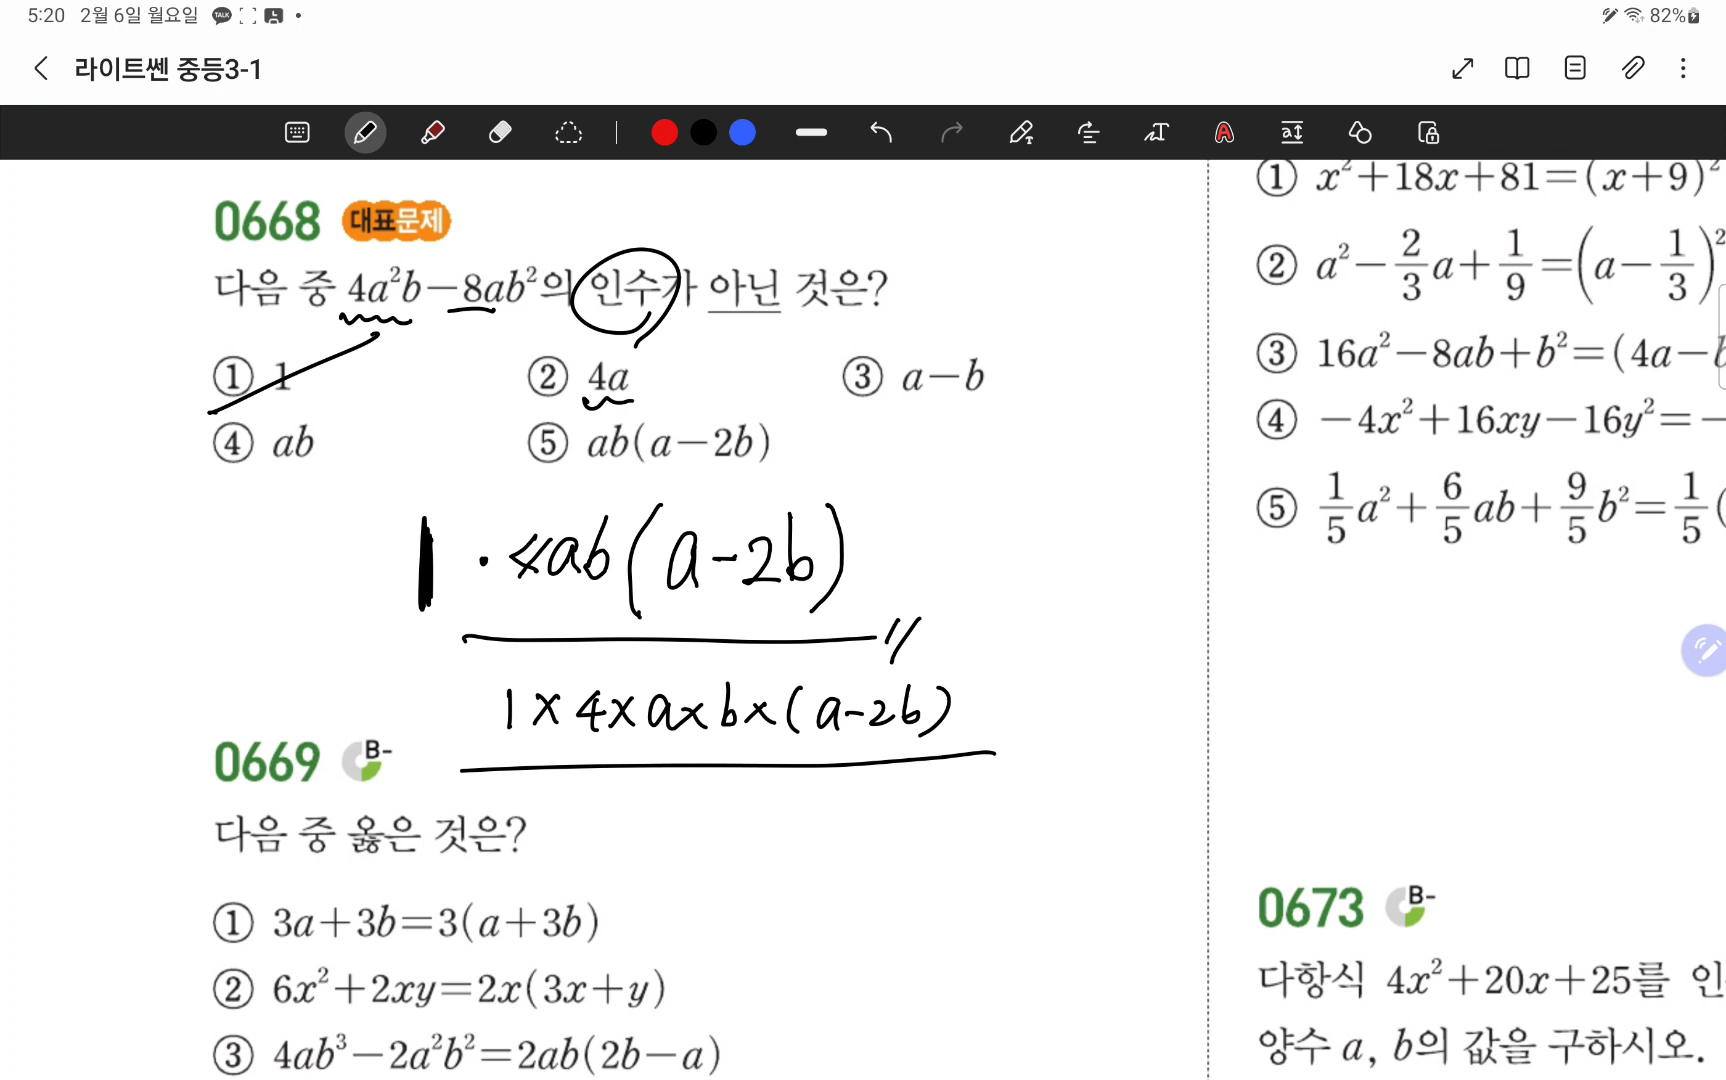 5:20 2월 6일 월요일 TALK 82%
라이트쎈 중등3-1
0668 대표문제
다음 중 4a²b−8ab²의 인수가 아닌 것은?
① 1 ② 4a ③ a−b
④ ab ⑤ ab(a−2b)
1 · 4ab(a-2b)
1×4×a×b×(a-2b)
0669 B-
다음 중 옳은 것은?
① 3a+3b=3(a+3b)
② 6x²+2xy=2x(3x+y)
③ 4ab³−2a²b²=2ab(2b−a)
① x²+18x+81=(x+9)²
② a²−2/3a+1/9=(a−1/3)²
③ 16a²−8ab+b²=(4a−b
④ −4x²+16xy−16y²=−
⑤ 1/5a²+6/5ab+9/5b²=1/5(
0673 B-
다항식 4x²+20x+25를 인
양수 a, b의 값을 구하시오.